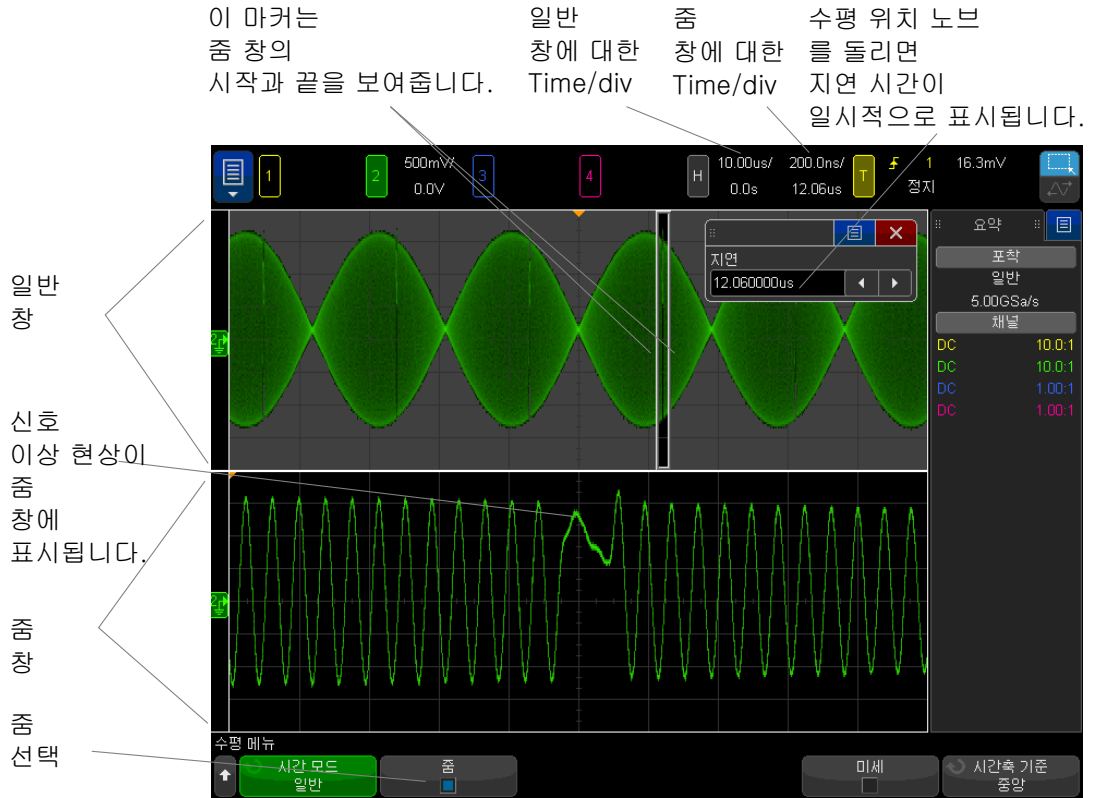 이 마커는
줌 창의
시작과 끝을 보여줍니다.
일반
창에 대한
Time/div
줌
창에 대한
Time/div
수평 위치 노브
를 돌리면
지연 시간이
일시적으로 표시됩니다.
1
2
500mV/
0.0V
3
4
H
10.00us/
0.0s
200.0ns/
12.06us
T
1
16.3mV
정지
지연
12.060000us
요약
포착
일반
5.00GSa/s
채널
DC 10.0:1
DC 10.0:1
DC 1.00:1
DC 1.00:1
일반
창
2
신호
이상 현상이
줌
창에
표시됩니다.
2
줌
창
줌
선택
수평 메뉴
시간 모드
일반
줌
미세
시간축 기준
중앙